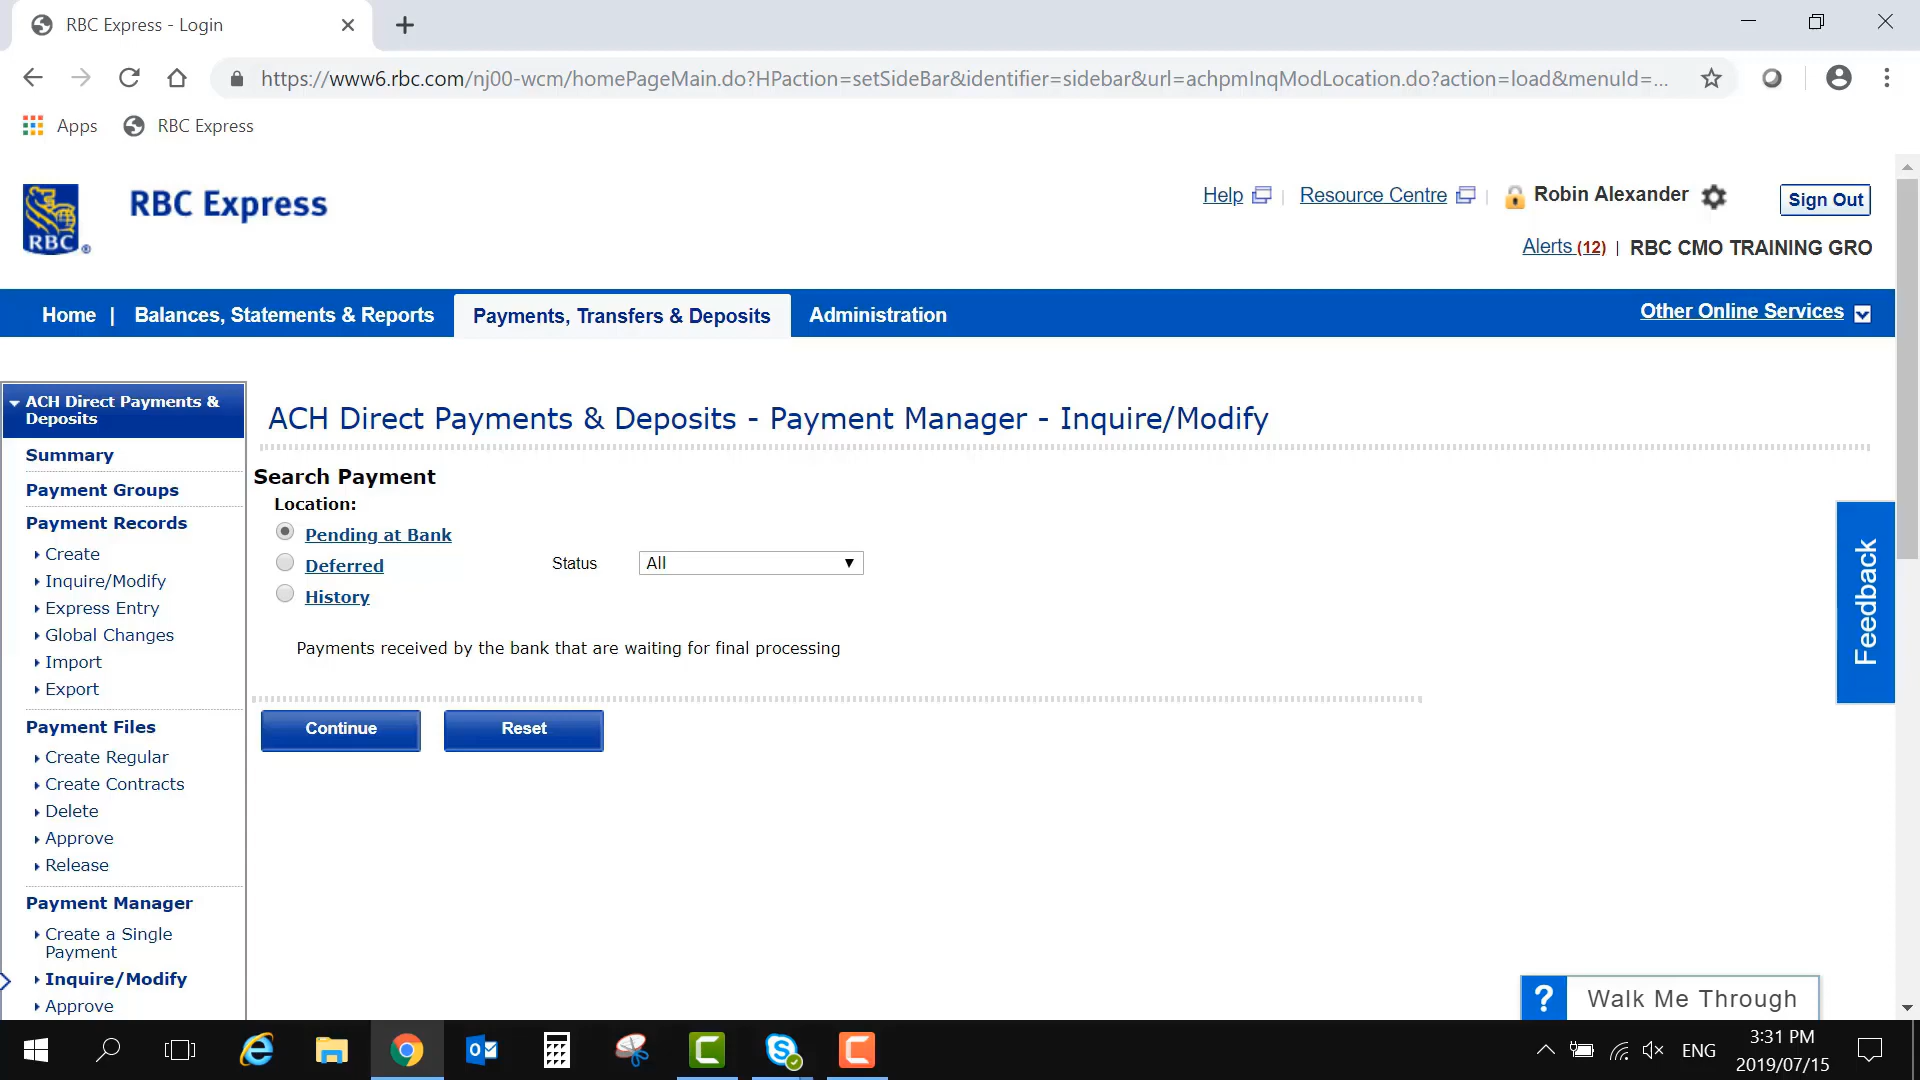 RBC Express - Login
https://www6.rbc.com/nj00-wcm/homePageMain.do?HPaction=setSideBar&identifier=sidebar&url=achpmInqModLocation.do?action=load&menuId=...
Apps RBC Express
RBC®
RBC Express
Help | Resource Centre | Robin Alexander Sign Out
Alerts (12) | RBC CMO TRAINING GRO
Home | Balances, Statements & Reports Payments, Transfers & Deposits Administration Other Online Services
ACH Direct Payments &
Deposits
Summary
Payment Groups
Payment Records
Create
Inquire/Modify
Express Entry
Global Changes
Import
Export
Payment Files
Create Regular
Create Contracts
Delete
Approve
Release
Payment Manager
Create a Single
Payment
Inquire/Modify
Approve
ACH Direct Payments & Deposits - Payment Manager - Inquire/Modify
Search Payment
Location:
Pending at Bank
Deferred Status All
History
Payments received by the bank that are waiting for final processing
Continue Reset
Feedback
? Walk Me Through
ENG
3:31 PM
2019/07/15